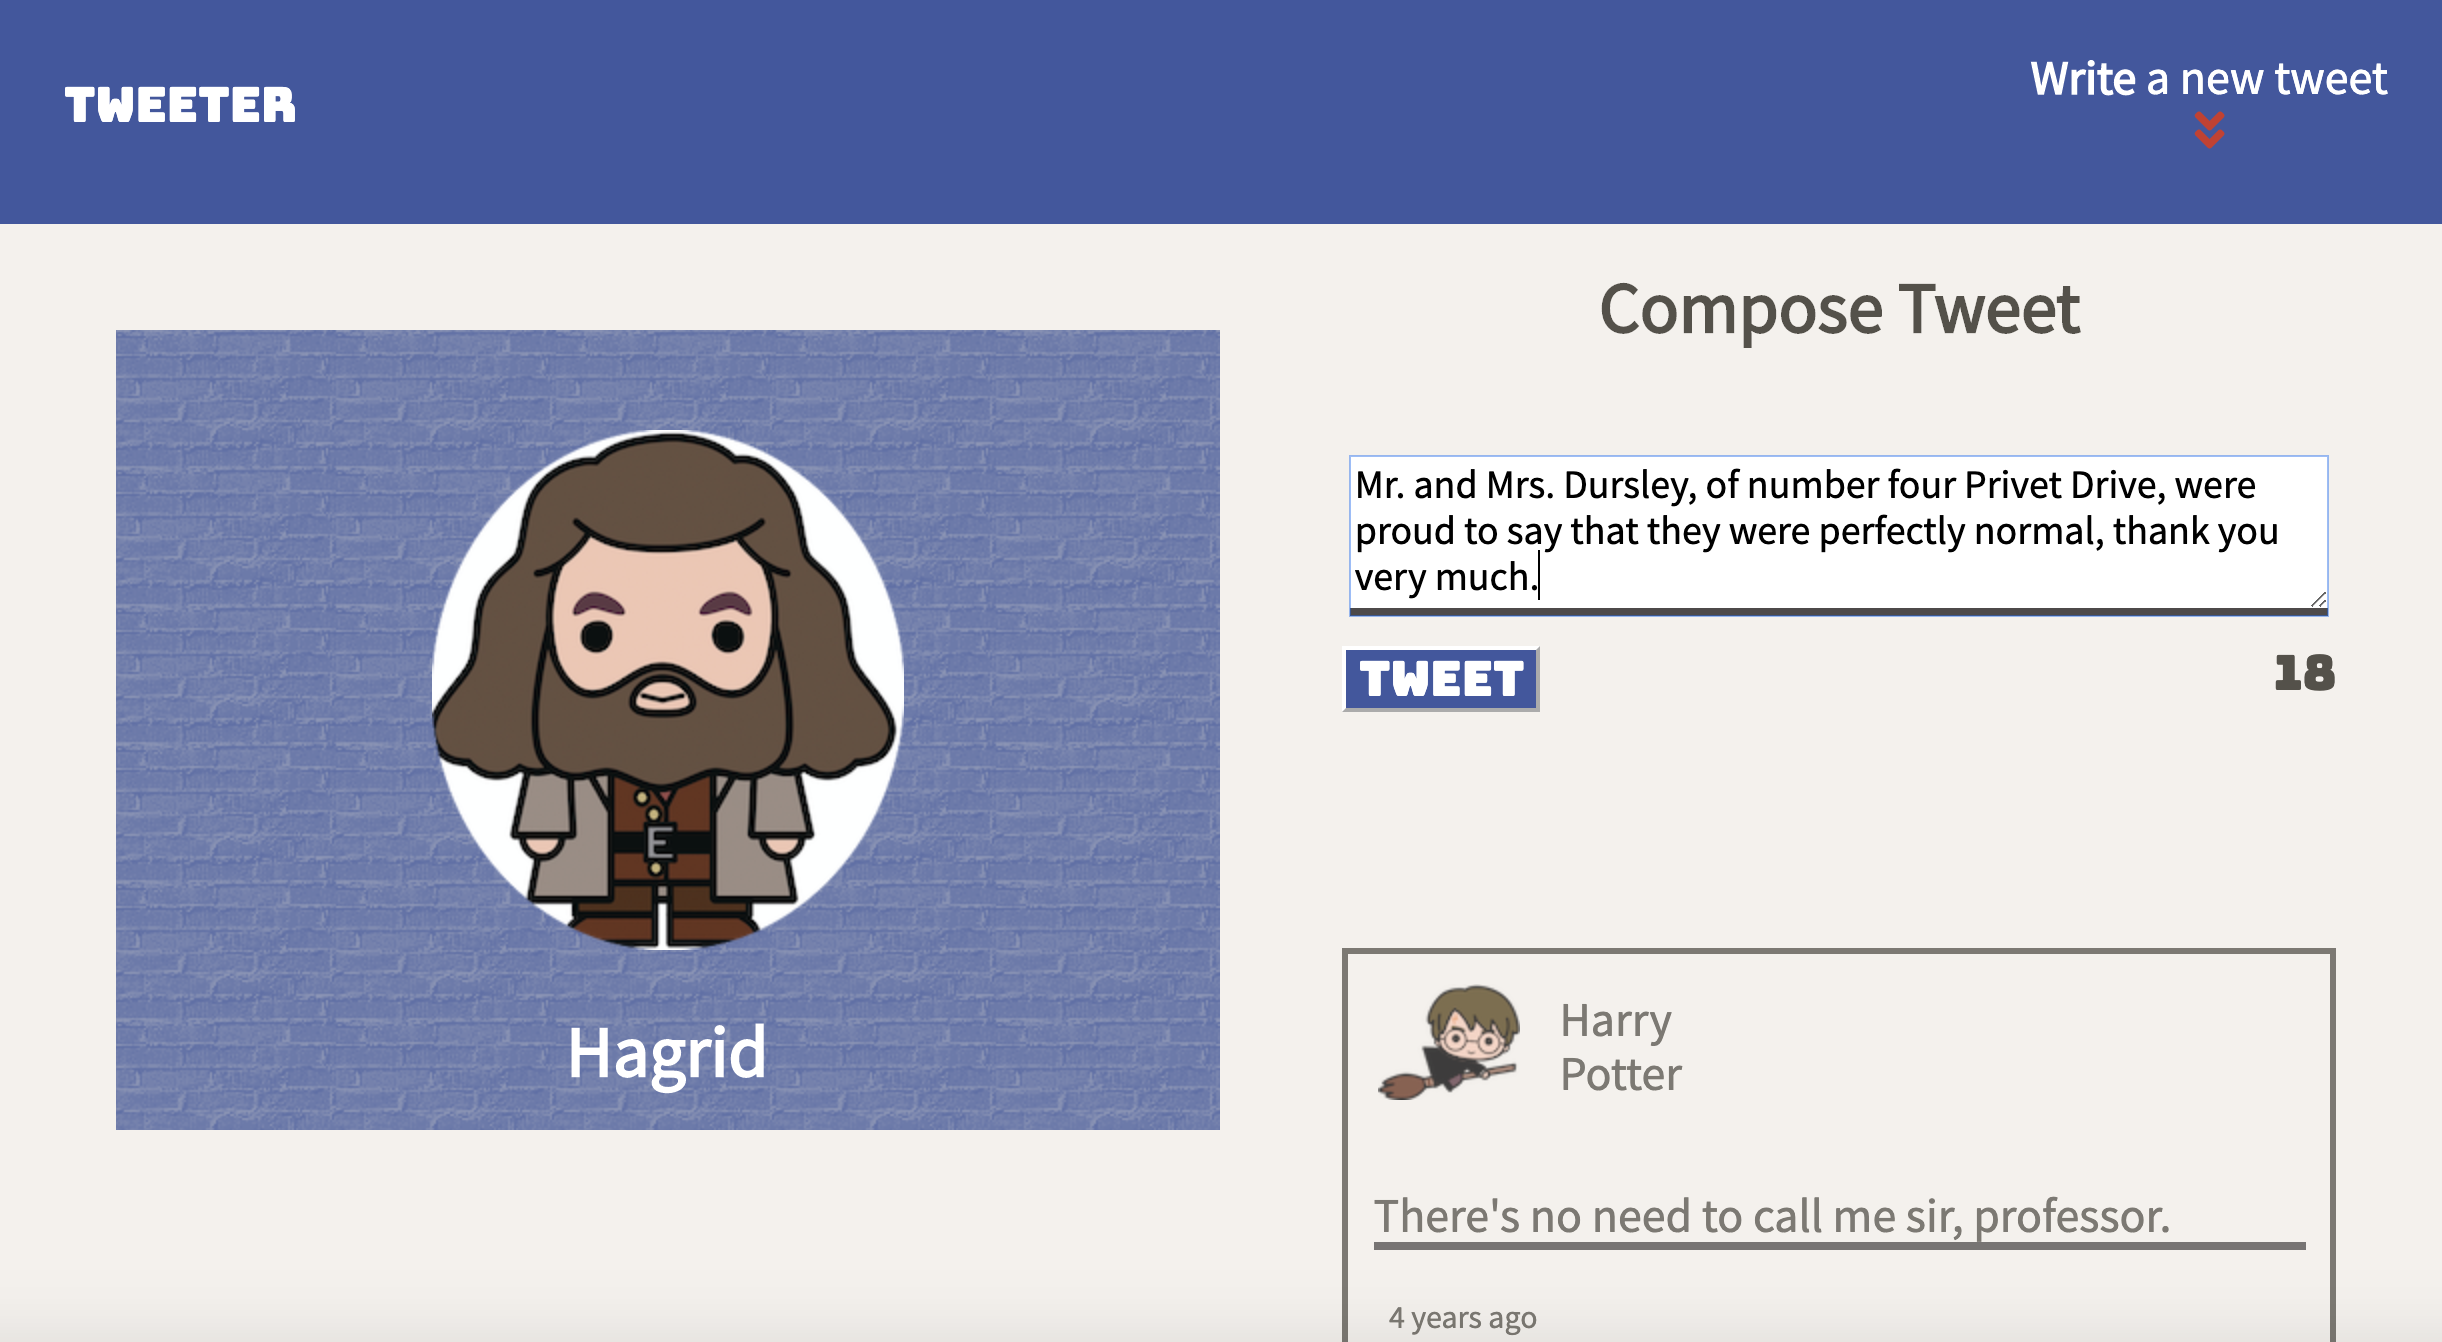 TWEETER
Write a new tweet
Compose Tweet
Mr. and Mrs. Dursley, of number four Privet Drive, were
proud to say that they were perfectly normal, thank you
very much.
TWEET
18
E
Hagrid
Harry
Potter
There's no need to call me sir, professor.
4 years ago